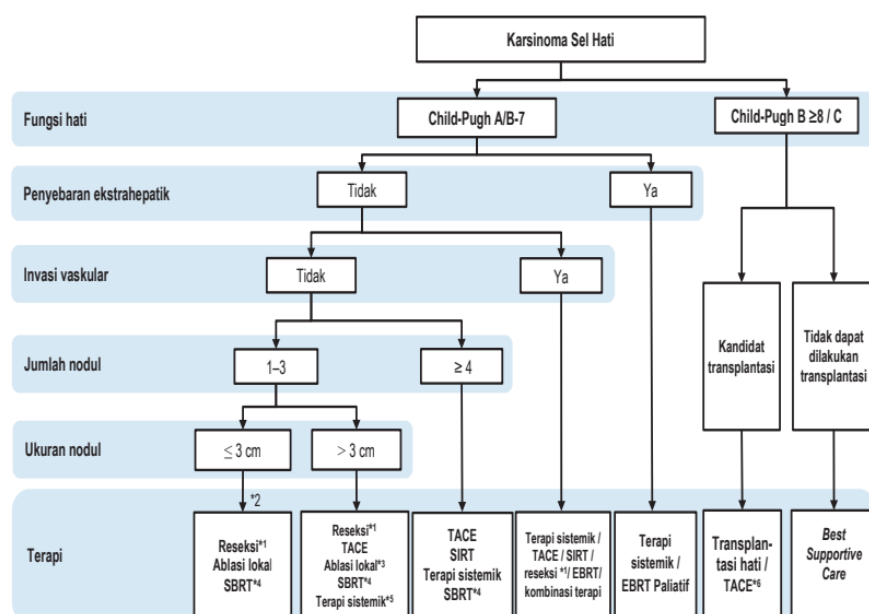 Karsinoma Sel Hati
Fungsi hati
Child-Pugh A/B-7
Child-Pugh B ≥8 / C
Penyebaran ekstrahepatik
Tidak
Ya
Invasi vaskular
Tidak
Ya
Kandidat
transplantasi
Tidak dapat
dilakukan
transplantasi
Jumlah nodul
1–3
≥ 4
Ukuran nodul
≤ 3 cm
> 3 cm
*2
Terapi
Reseksi*1
Ablasi lokal
SBRT*4
Reseksi*1
TACE
Ablasi lokal*3
SBRT*4
Terapi sistemik*5
TACE
SIRT
Terapi sistemik
SBRT*4
Terapi sistemik /
TACE / SIRT /
reseksi *1/ EBRT/
kombinasi terapi
Terapi
sistemik /
EBRT Paliatif
Transplan-
tasi hati /
TACE*6
Best
Supportive
Care